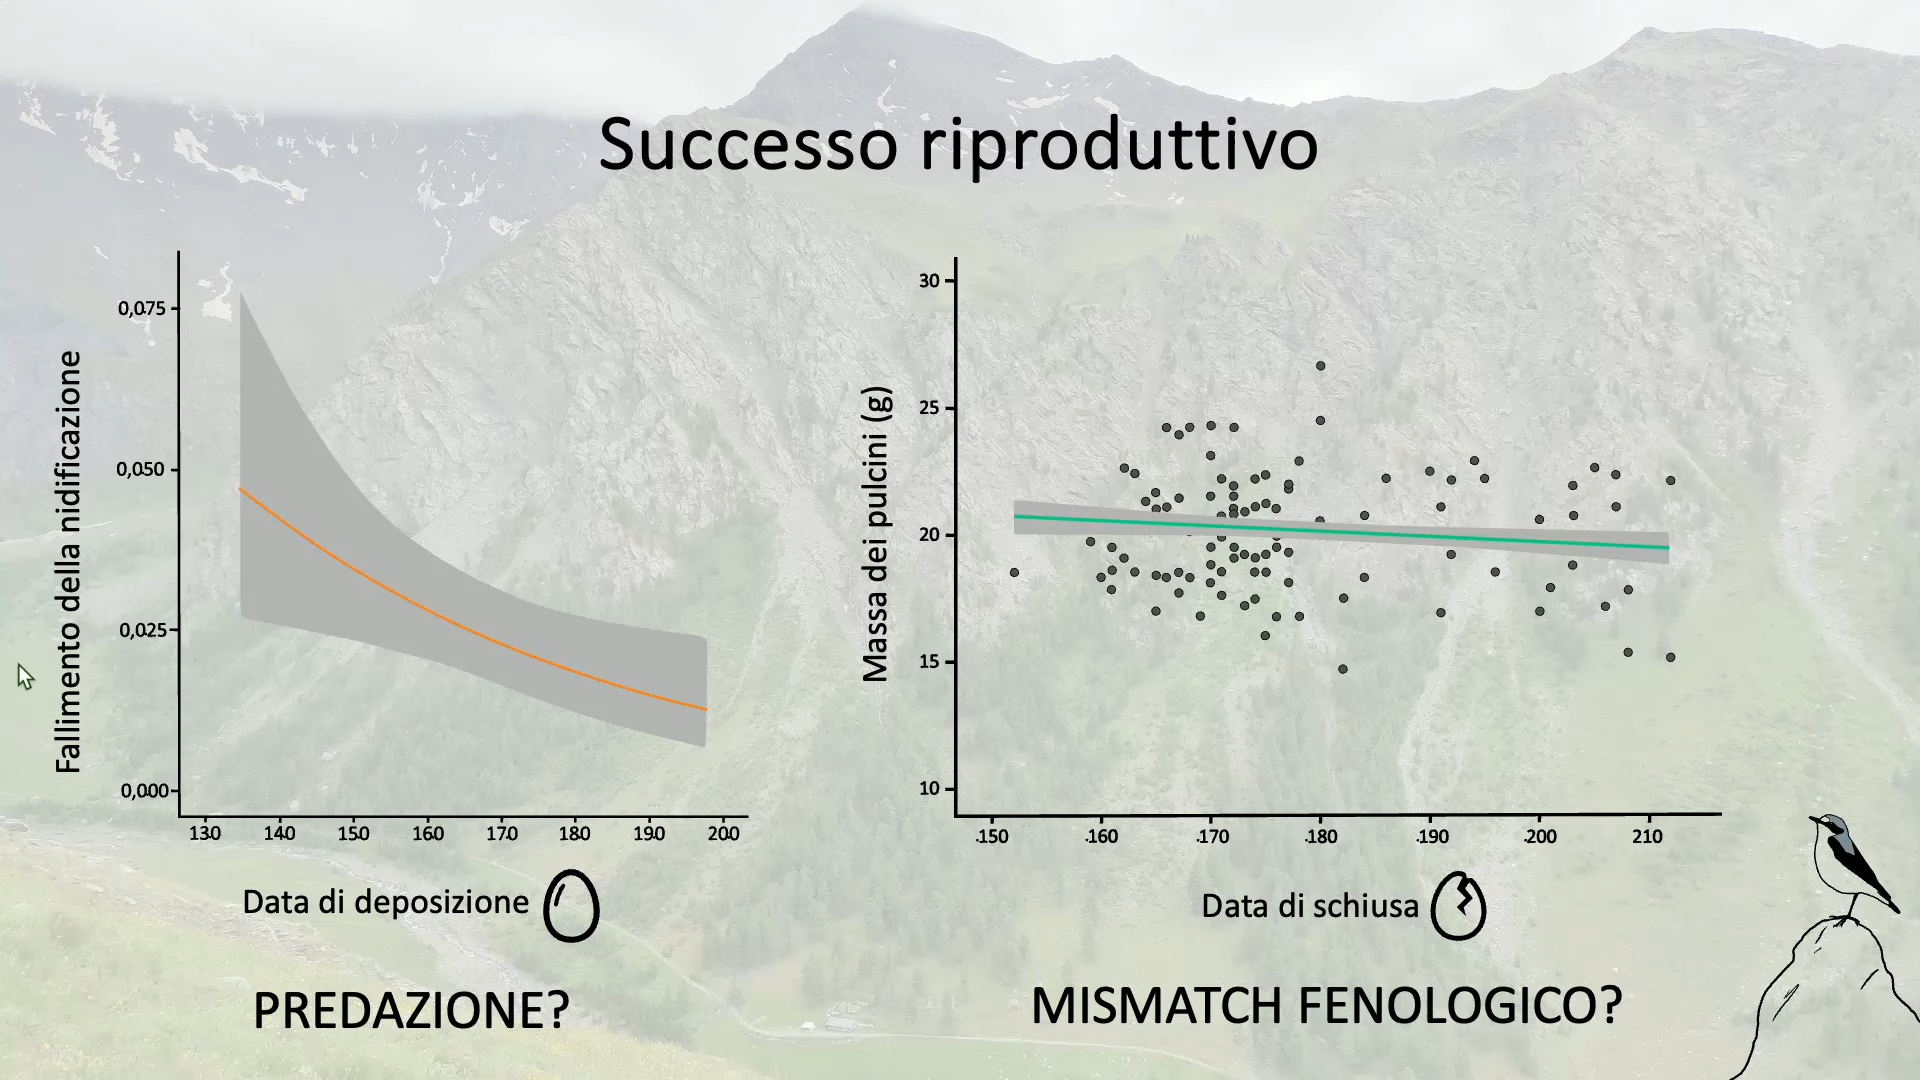 Successo riproduttivo
Fallimento della nidificazione
0,075
0,050
0,025
0,000
130 140 150 160 170 180 190 200
Data di deposizione
PREDAZIONE?
Massa dei pulcini (g)
30
25
20
15
10
150 160 170 180 190 200 210
Data di schiusa
MISMATCH FENOLOGICO?